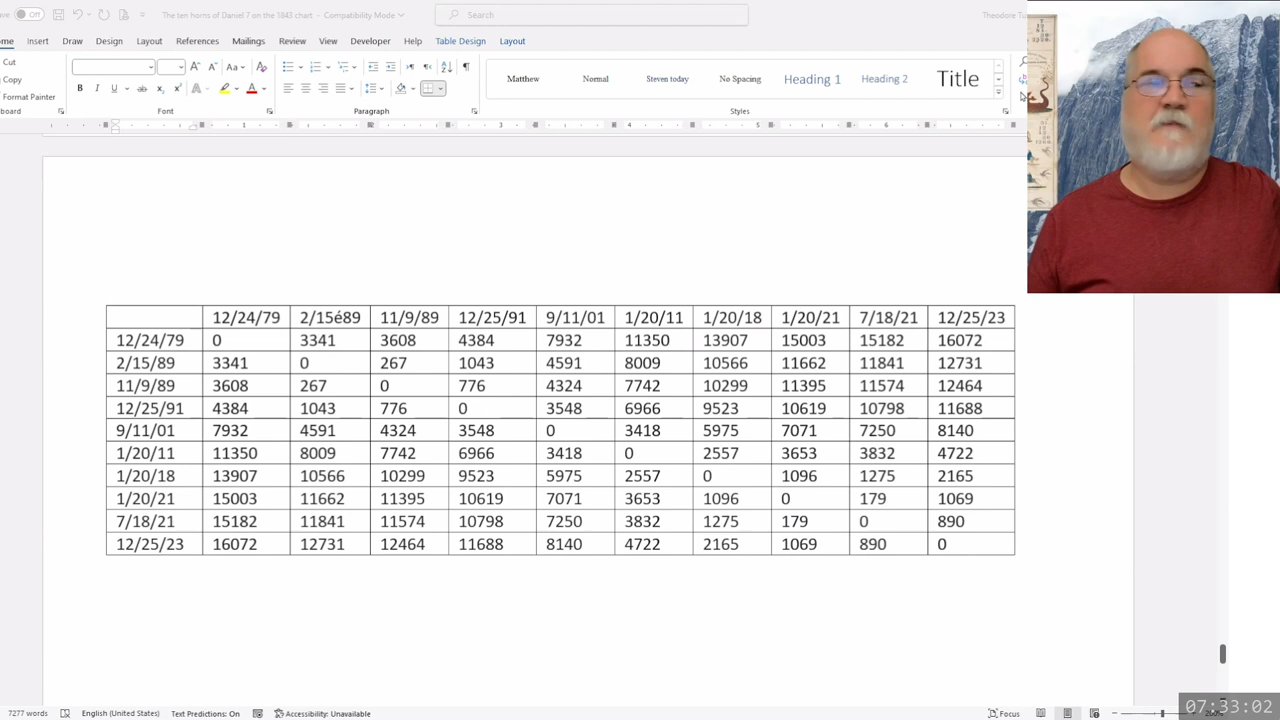 Off
The ten horns of Daniel 7 on the 1843 chart - Compatibility Mode
Search
Insert Draw Design Layout References Mailings Review View Developer Help Table Design Layout
Cut
Copy
Format Painter
Font
Paragraph
Styles
Matthew
Normal
Steven today
No Spacing
Heading 1
Heading 2
Title
12/24/79 2/15é89 11/9/89 12/25/91 9/11/01 1/20/11 1/20/18 1/20/21 7/18/21 12/25/23
12/24/79 0 3341 3608 4384 7932 11350 13907 15003 15182 16072
2/15/89 3341 0 267 1043 4591 8009 10566 11662 11841 12731
11/9/89 3608 267 0 776 4324 7742 10299 11395 11574 12464
12/25/91 4384 1043 776 0 3548 6966 9523 10619 10798 11688
9/11/01 7932 4591 4324 3548 0 3418 5975 7071 7250 8140
1/20/11 11350 8009 7742 6966 3418 0 2557 3653 3832 4722
1/20/18 13907 10566 10299 9523 5975 2557 0 1096 1275 2165
1/20/21 15003 11662 11395 10619 7071 3653 1096 0 179 1069
7/18/21 15182 11841 11574 10798 7250 3832 1275 179 0 890
12/25/23 16072 12731 12464 11688 8140 4722 2165 1069 890 0
7277 words English (United States) Text Predictions: On Accessibility: Unavailable Focus
07:33:02